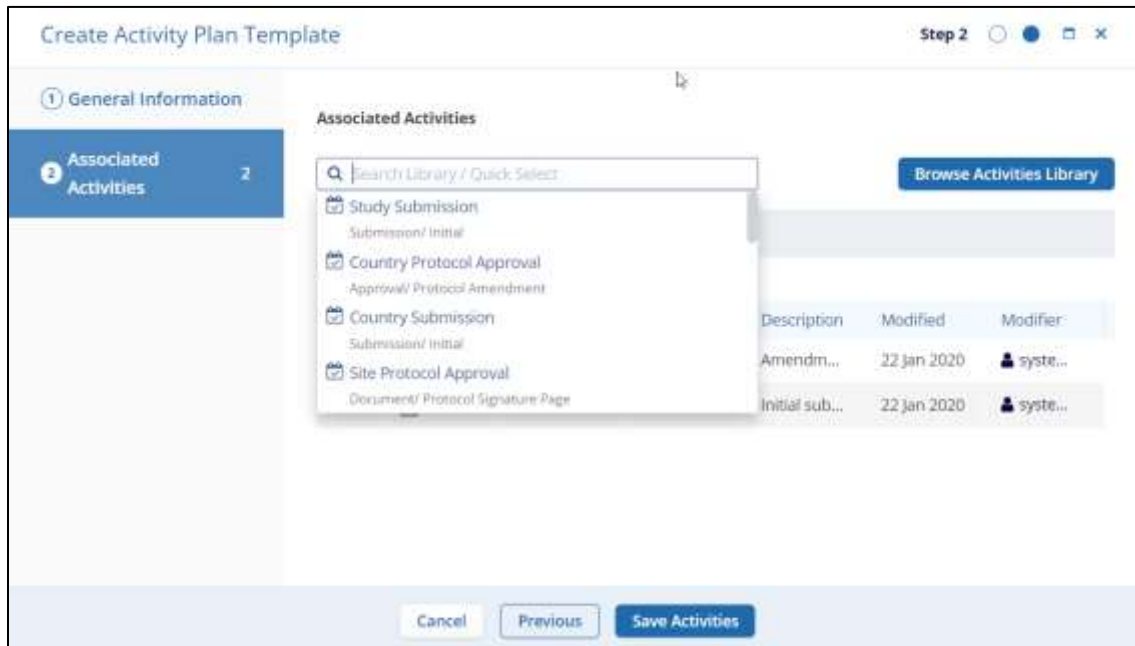 Create Activity Plan Template
Step 2
1 General Information
Associated Activities
2 Associated Activities 2
Search Library / Quick Select
Browse Activities Library
Study Submission
Submission/ Initial
Country Protocol Approval
Approval/ Protocol Amendment
Country Submission
Submission/ Initial
Site Protocol Approval
Document/ Protocol Signature Page
Description Modified Modifier
Amendm... 22 Jan 2020 syste...
Initial sub... 22 Jan 2020 syste...
Cancel Previous Save Activities